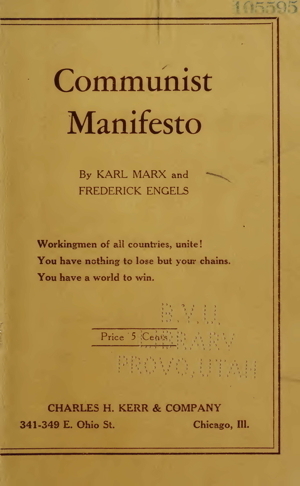 105595
Communist
Manifesto
By KARL MARX and
FREDERICK ENGELS
Workingmen of all countries, unite!
You have nothing to lose but your chains.
You have a world to win.
B.Y.U.
Price 5 Cents
LIBRARY
PROVO, UTAH
CHARLES H. KERR & COMPANY
341-349 E. Ohio St. Chicago, Ill.